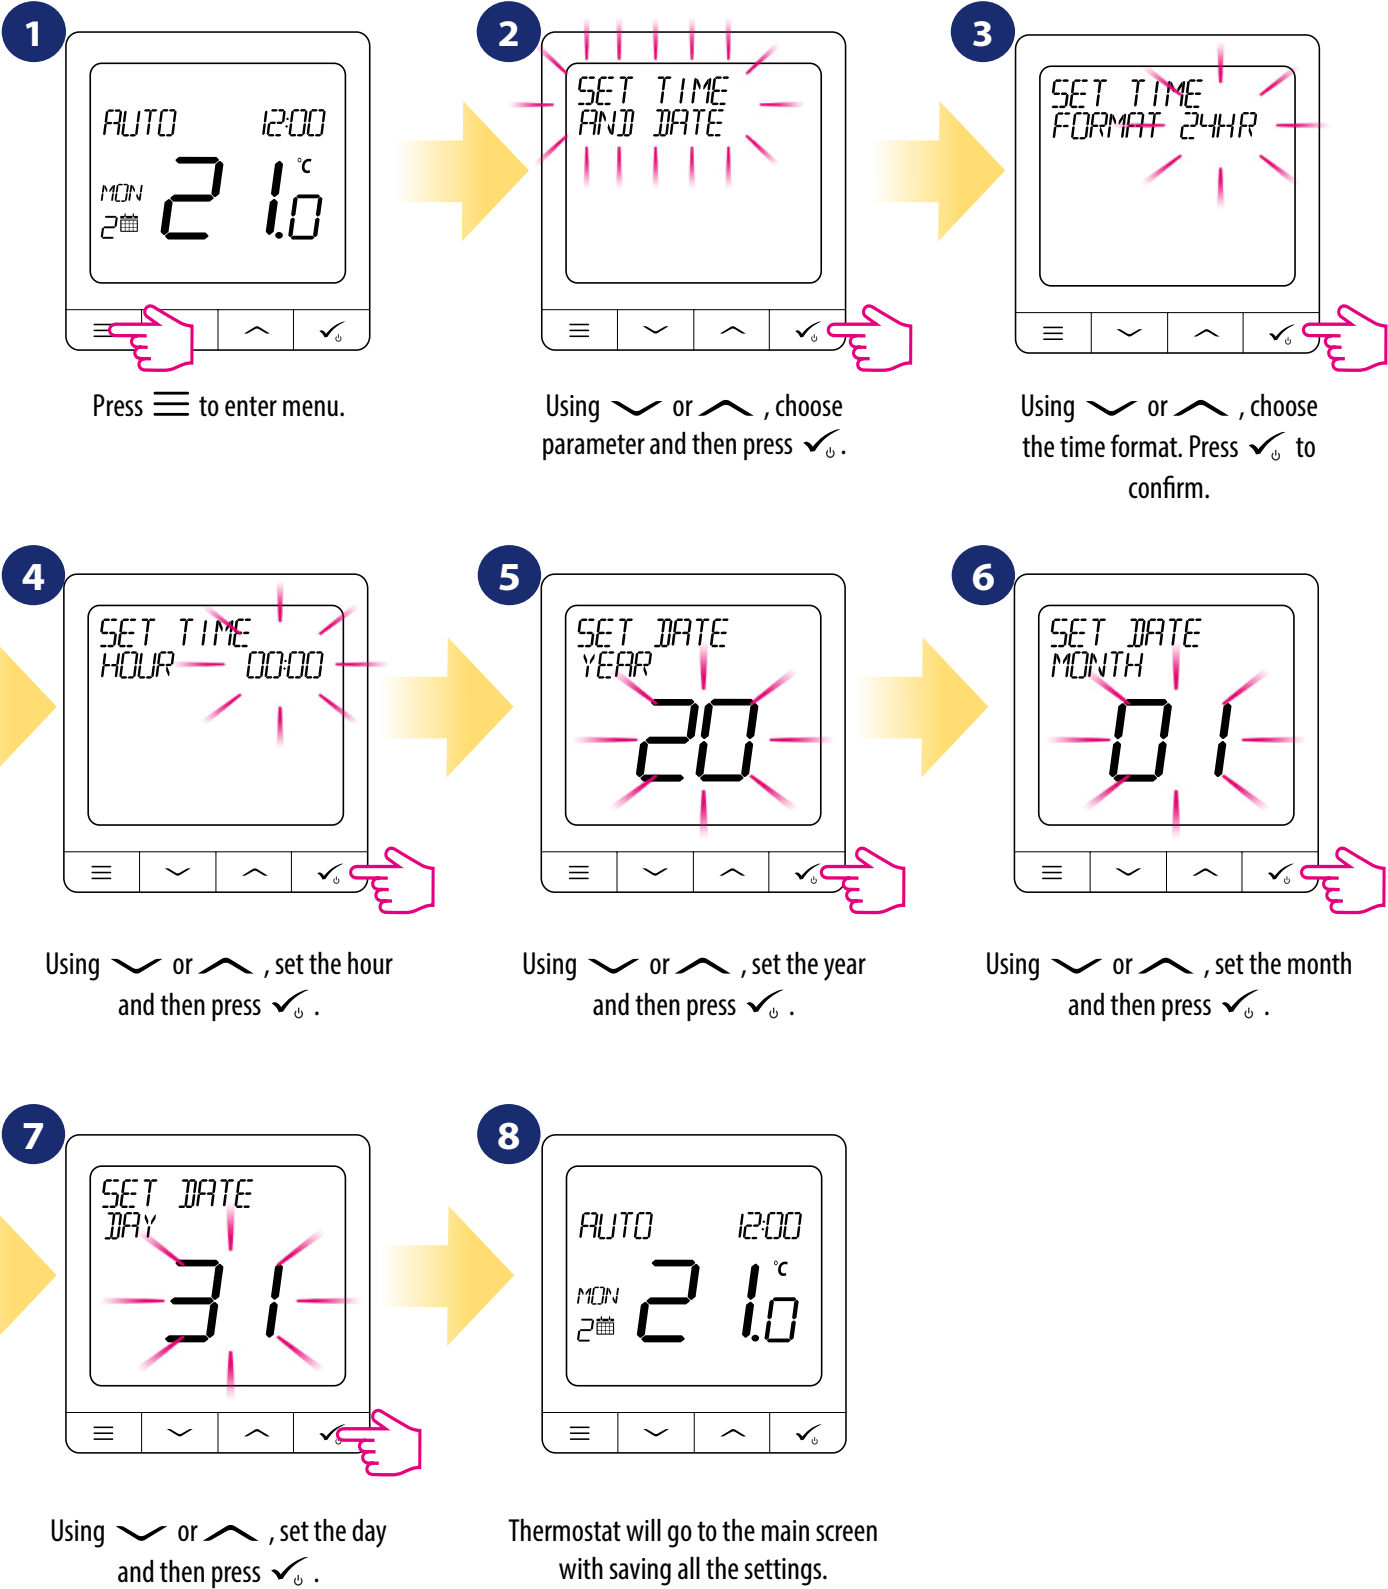 1
AUTO 12:00
MON
2
21.0 °C
Press ☰ to enter menu.
2
SET TIME
AND DATE
Using ﹀ or ︿ , choose
parameter and then press ✓ .
3
SET TIME
FORMAT 24HR
Using ﹀ or ︿ , choose
the time format. Press ✓ to
confirm.
4
SET TIME
HOUR 00:00
Using ﹀ or ︿ , set the hour
and then press ✓ .
5
SET DATE
YEAR
20
Using ﹀ or ︿ , set the year
and then press ✓ .
6
SET DATE
MONTH
01
Using ﹀ or ︿ , set the month
and then press ✓ .
7
SET DATE
DAY
31
Using ﹀ or ︿ , set the day
and then press ✓ .
8
AUTO 12:00
MON
2
21.0 °C
Thermostat will go to the main screen
with saving all the settings.